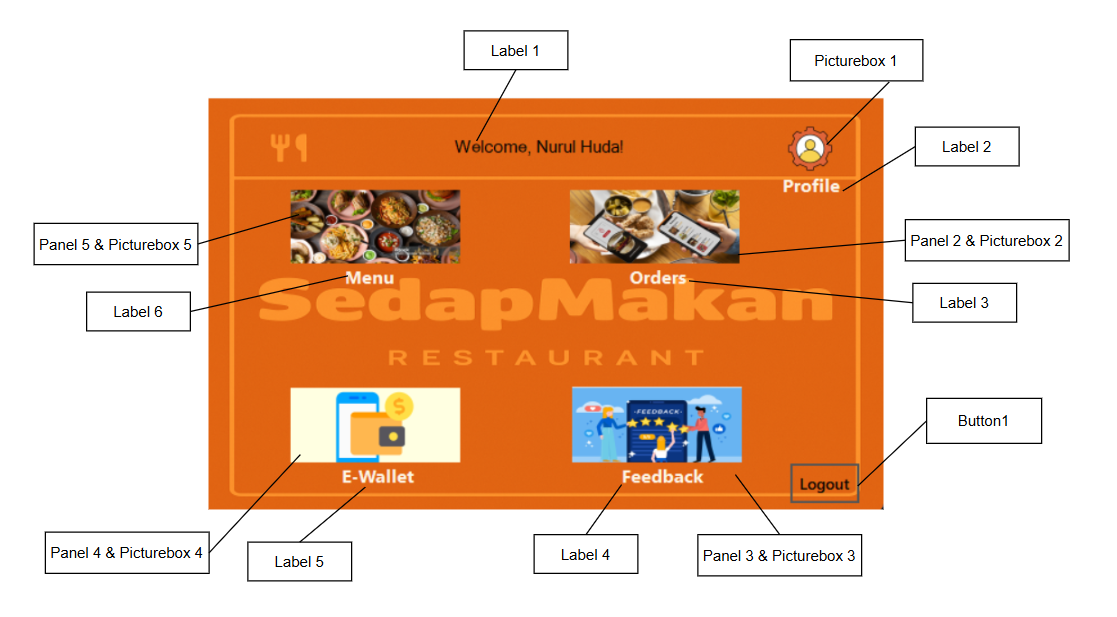 Label 1
Picturebox 1
Welcome, Nurul Huda!
Label 2
Profile
Panel 5 & Picturebox 5
Panel 2 & Picturebox 2
Menu
Orders
Label 6
Label 3
SedapMakan
RESTAURANT
-FEEDBACK-
Button1
E-Wallet
Feedback
Logout
Panel 4 & Picturebox 4
Label 5
Label 4
Panel 3 & Picturebox 3